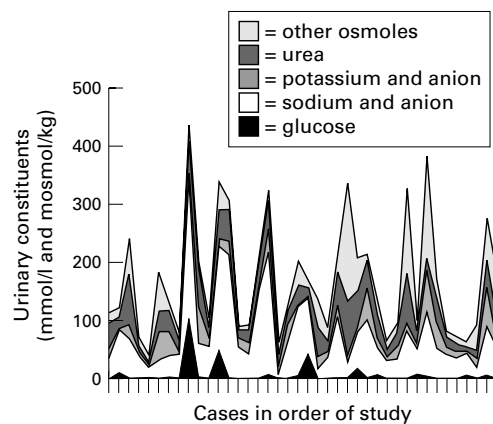 = other osmoles
= urea
= potassium and anion
= sodium and anion
= glucose
500
400
300
200
100
0
Urinary constituents
(mmol/l and mosmol/kg)
Cases in order of study